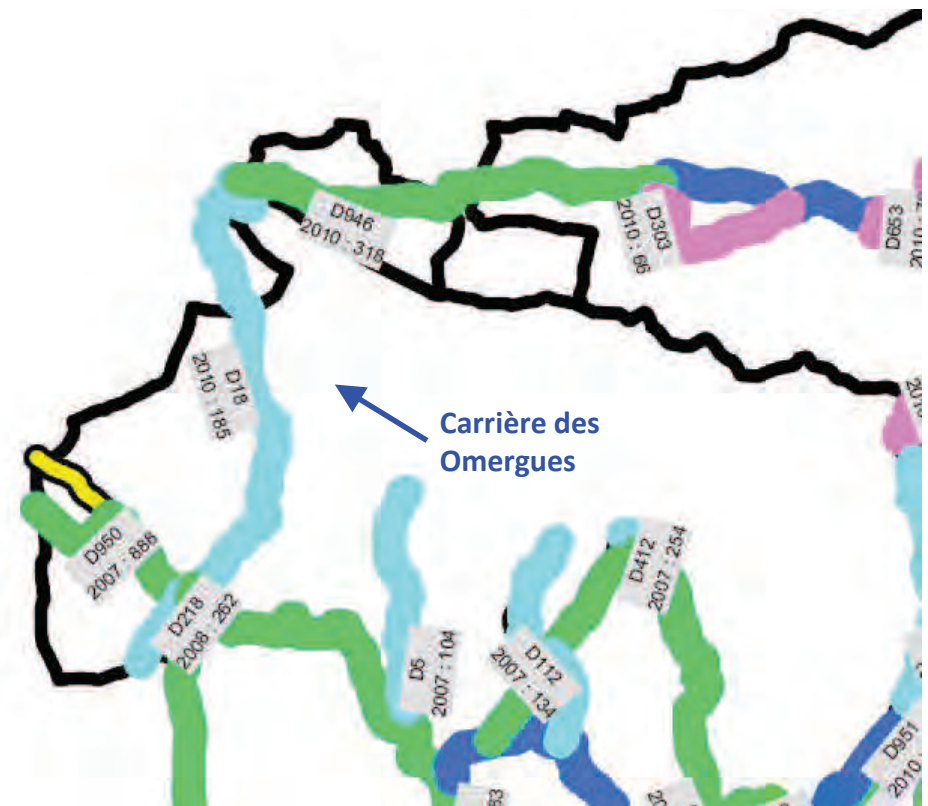 D946
2010 : 318
D303
2010 : 66
D653
D18
2010 : 185
Carrière des
Omergues
D950
2007 : 888
D412
2007 : 254
D218
2008 : 262
D5
2007 : 104
D112
2007 : 134
D951
2010 :